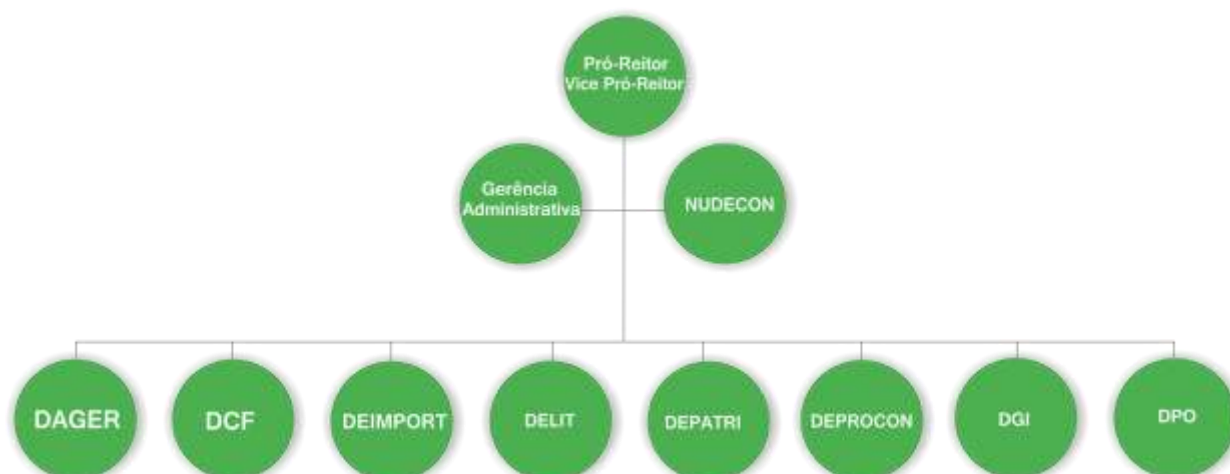 Pró-Reitor
Vice Pró-Reitor
Gerência
Administrativa
NUDECON
DAGER
DCF
DEIMPORT
DELIT
DEPATRI
DEPROCON
DGI
DPO